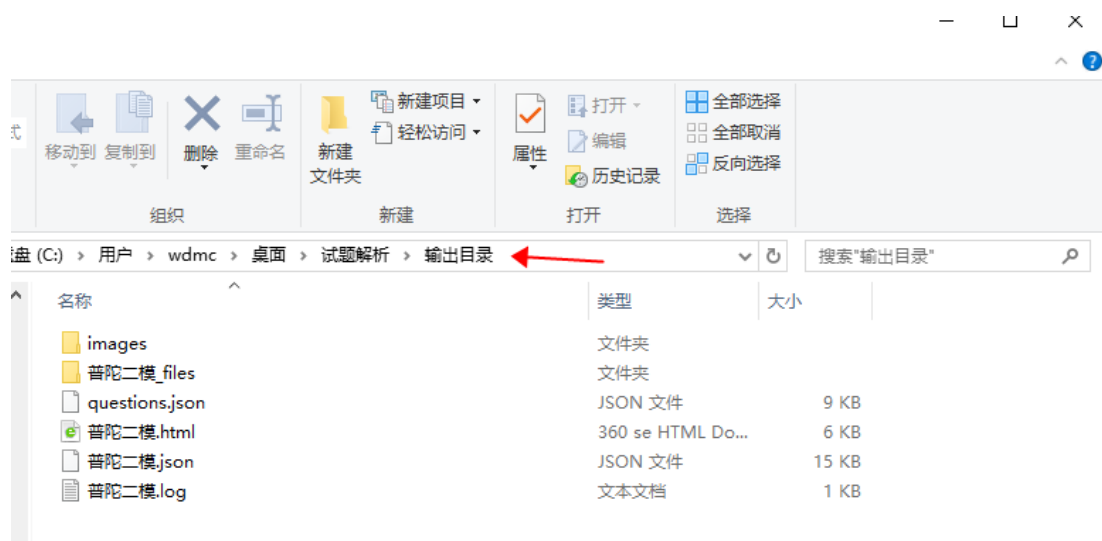 式
移动到 复制到 删除 重命名
新建
文件夹
新建项目
轻松访问
属性
打开
编辑
历史记录
全部选择
全部取消
反向选择
组织 新建 打开 选择
盘 (C:) > 用户 > wdmc > 桌面 > 试题解析 > 输出目录
搜索"输出目录"
名称 类型 大小
images 文件夹
普陀二模_files 文件夹
questions.json JSON 文件 9 KB
普陀二模.html 360 se HTML Do... 6 KB
普陀二模.json JSON 文件 15 KB
普陀二模.log 文本文档 1 KB